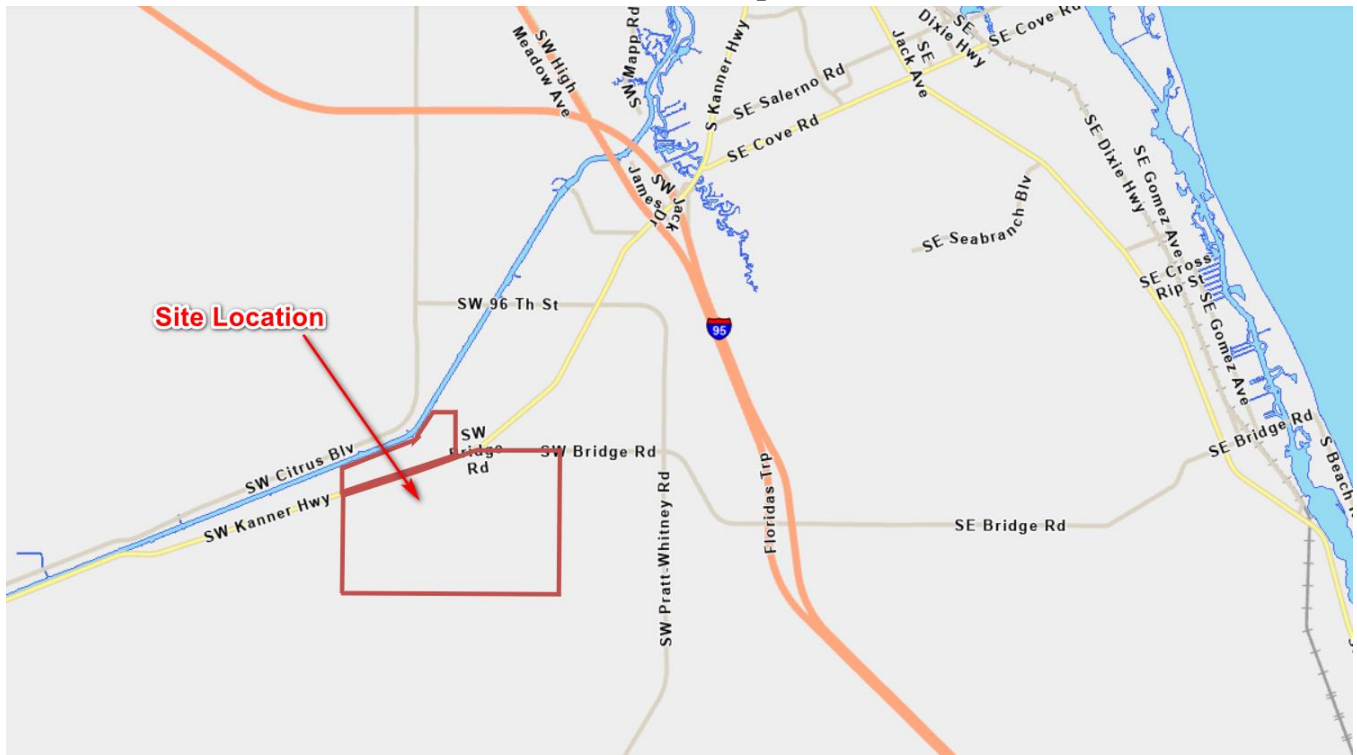 SW High
Meadow Ave
SW Mapp Rd
S Kanner Hwy
SE Salerno Rd
SE Cove Rd
SE
Jack Ave
SE
Dixie Hwy
SE Cove Rd
SE Dixie Hwy
SE Gomez Ave
SW
James Dr
Jack
SE Seabranch Blv
SE Cross
Rip St
SE Gomez Ave
SW 96 Th St
95
Site Location
SW Citrus Blv
SW
Bridge
Rd
SW Bridge Rd
SW Kanner Hwy
SW Pratt-Whitney Rd
Floridas Trp
SE Bridge Rd
SE Bridge Rd
S Beach